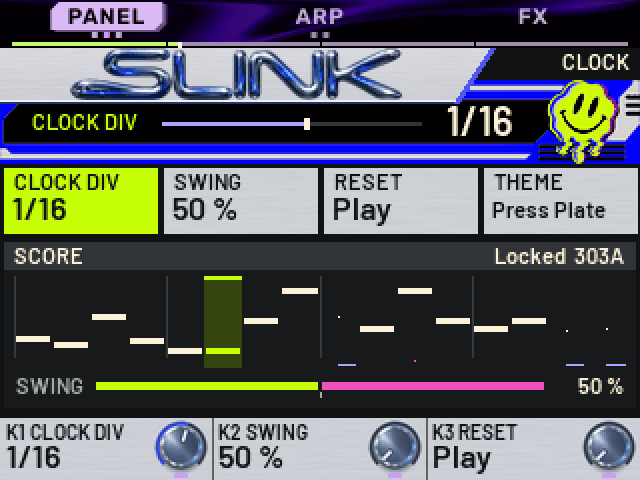 PANEL ARP FX
SLINK
CLOCK
CLOCK DIV 1/16
CLOCK DIV
1/16
SWING
50 %
RESET
Play
THEME
Press Plate
SCORE Locked 303A
SWING 50 %
K1 CLOCK DIV
1/16
K2 SWING
50 %
K3 RESET
Play